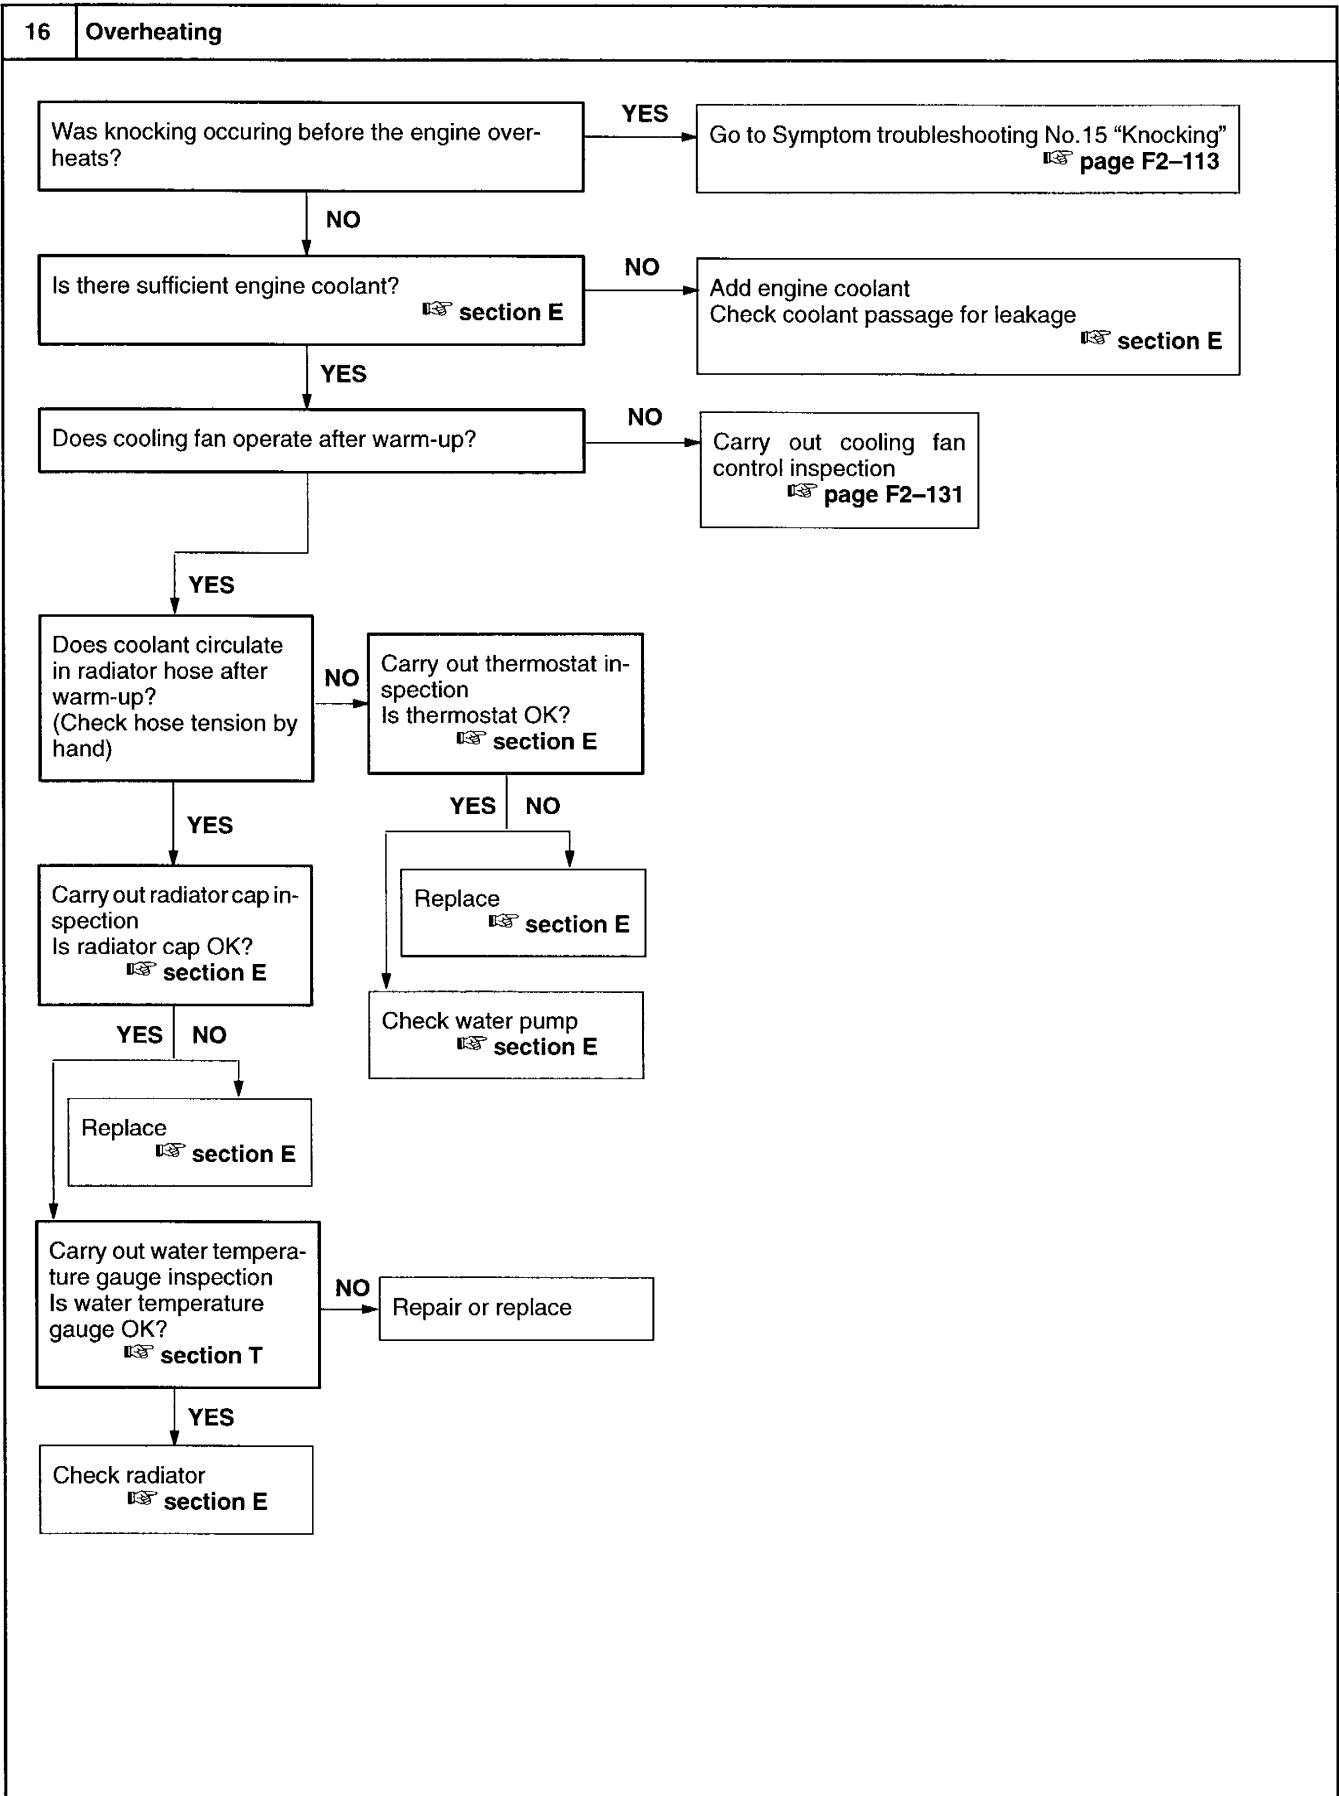 16 Overheating
Was knocking occuring before the engine over-
heats?
YES
Go to Symptom troubleshooting No.15 “Knocking”
☞ page F2–113
NO
Is there sufficient engine coolant?
☞ section E
NO
Add engine coolant
Check coolant passage for leakage
☞ section E
YES
Does cooling fan operate after warm-up?
NO
Carry out cooling fan
control inspection
☞ page F2–131
YES
Does coolant circulate
in radiator hose after
warm-up?
(Check hose tension by
hand)
NO
Carry out thermostat in-
spection
Is thermostat OK?
☞ section E
YES NO
Replace
☞ section E
Check water pump
☞ section E
YES
Carry out radiator cap in-
spection
Is radiator cap OK?
☞ section E
YES NO
Replace
☞ section E
Carry out water tempera-
ture gauge inspection
Is water temperature
gauge OK?
☞ section T
NO
Repair or replace
YES
Check radiator
☞ section E